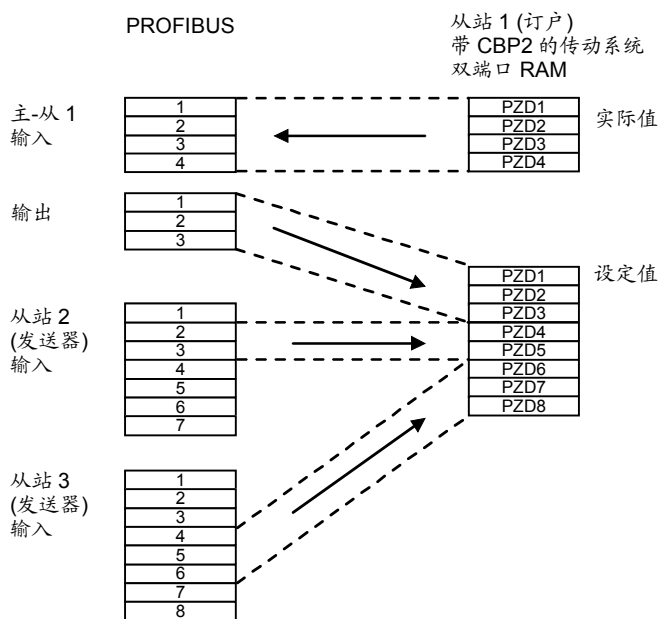 PROFIBUS
从站 1 (订户)
带 CBP2 的传动系统
双端口 RAM
主-从 1
输入
1
2
3
4
PZD1
PZD2
PZD3
PZD4
实际值
输出
1
2
3
PZD1
PZD2
PZD3
PZD4
PZD5
PZD6
PZD7
PZD8
设定值
从站 2
(发送器)
输入
1
2
3
4
5
6
7
从站 3
(发送器)
输入
1
2
3
4
5
6
7
8